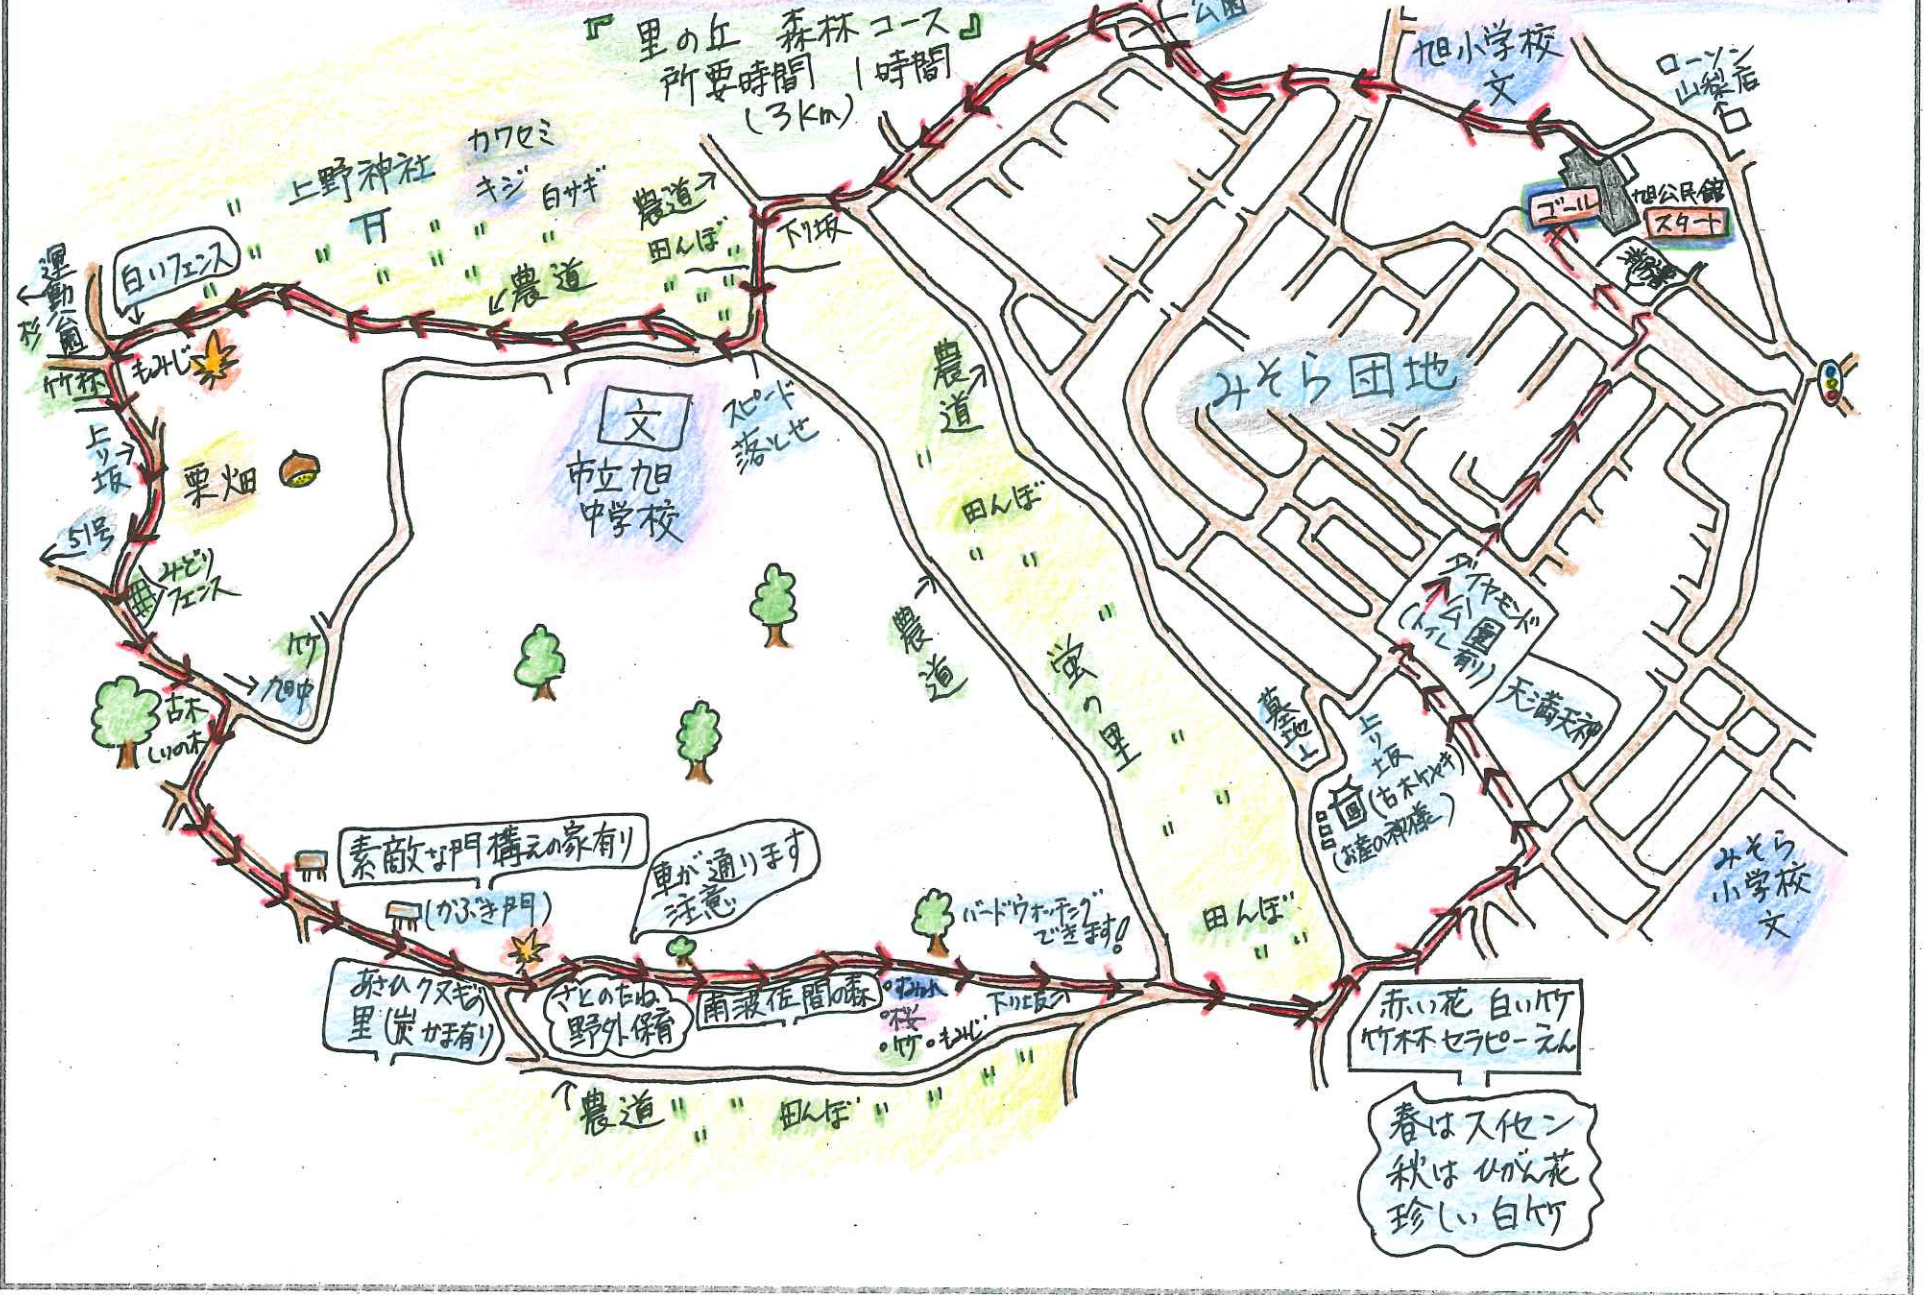 『里の丘 森林コース』
所要時間 1時間
(3Km)
公園
旭小学校
文
ローソン
山梨店
ゴール
旭公民館
スタート
消防署
カワセミ
キジ 白サギ
上野神社
農道→
田んぼ
下り坂
↙農道
白いフェンス
←運動公園
杉
竹林
もみじ
上り坂→
栗畑
51号
←
みどり
フェンス
竹
→旭中
古木
しいの木
文
市立旭
中学校
スピード
落とせ
農道
田んぼ
農道
蛍の里
みそら団地
ダイヤモンド
公園
(トイレ有り)
天満天神
墓地
上り坂
(古木ケヤキ)
(お産の神様)
みそら
小学校
文
素敵な門構えの家有り
(かぶき門)
車が通ります
注意
バードウォッチング
できます!
田んぼ
あさひクヌギの
里(炭かま有り)
さとのたね
野外保育
南波佐間の森
・すみれ
・桜
・竹・もみじ
下り坂
赤い花 白い竹
竹林セラピーえん
春はスイセン
秋はひがん花
珍しい白竹
↑農道
田んぼ